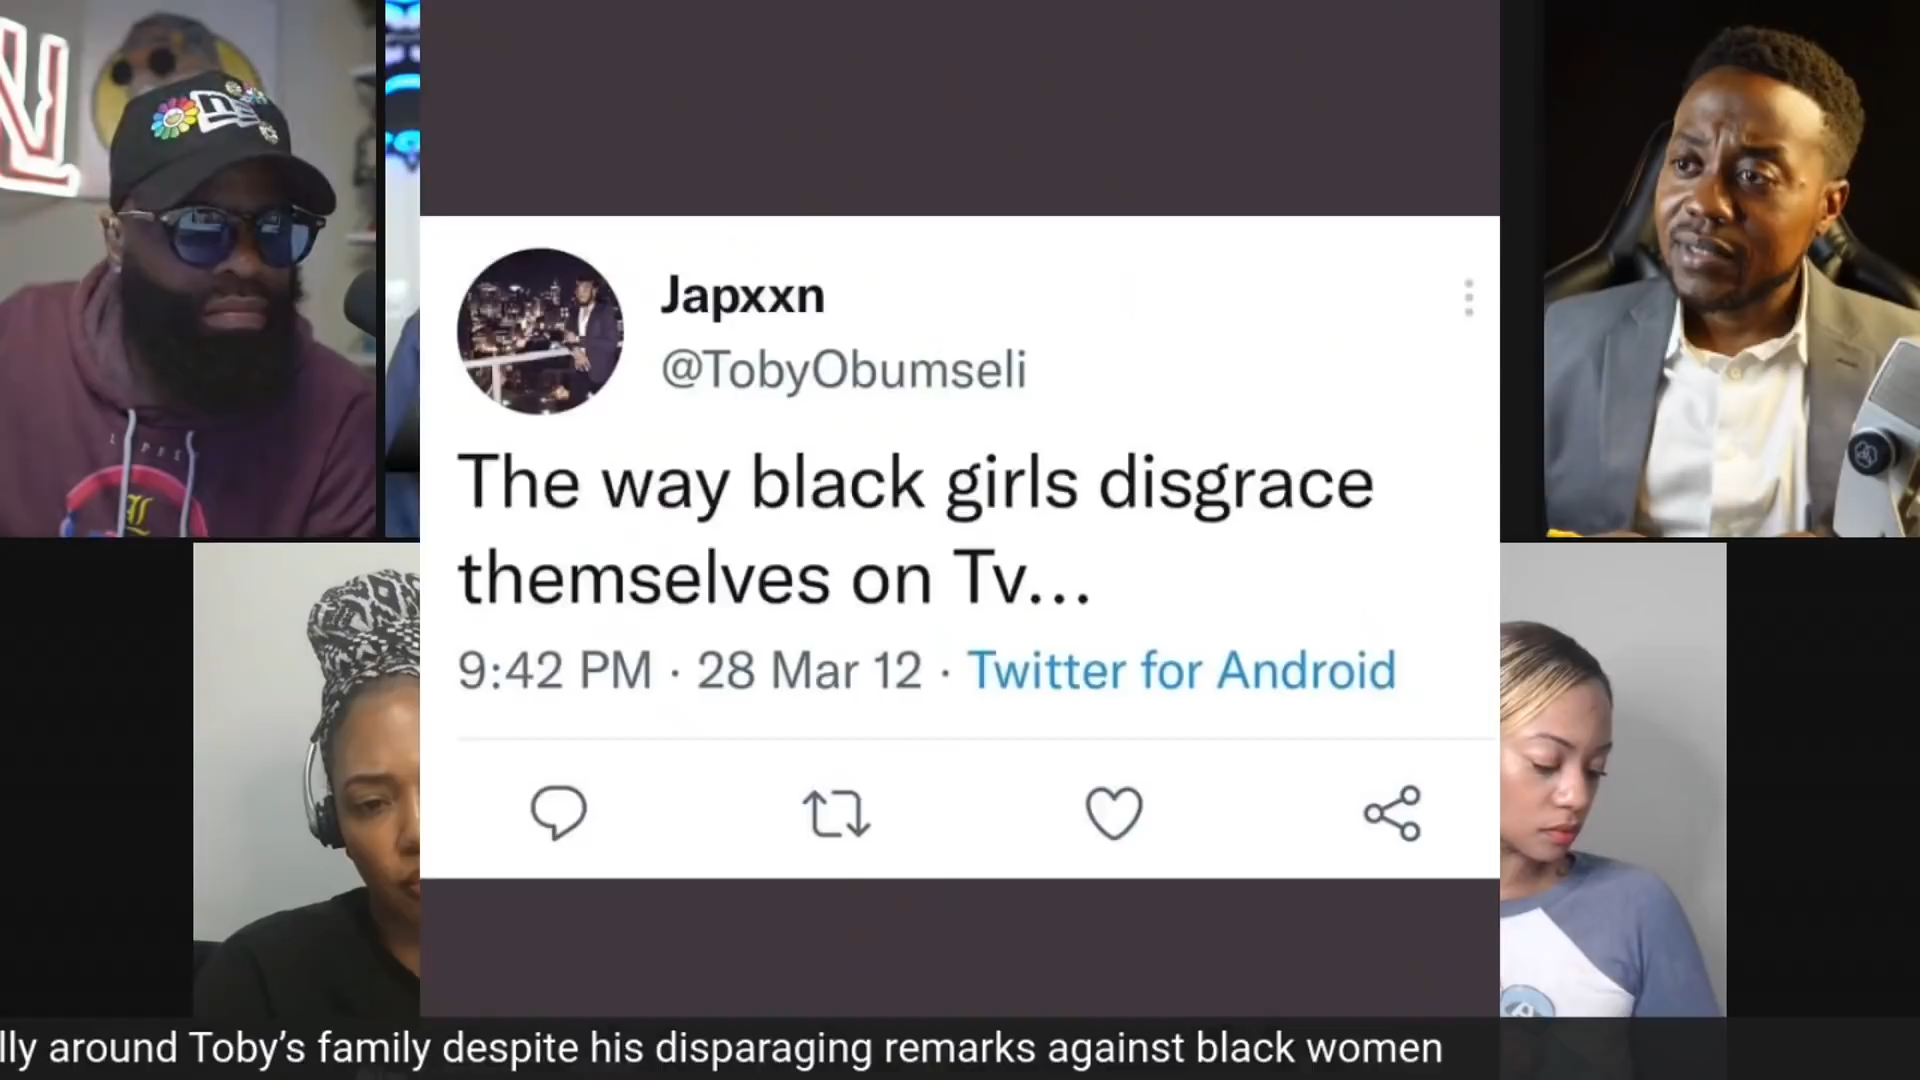 Japxxn
@TobyObumseli
The way black girls disgrace
themselves on Tv...
9:42 PM · 28 Mar 12 · Twitter for Android
lly around Toby’s family despite his disparaging remarks against black women